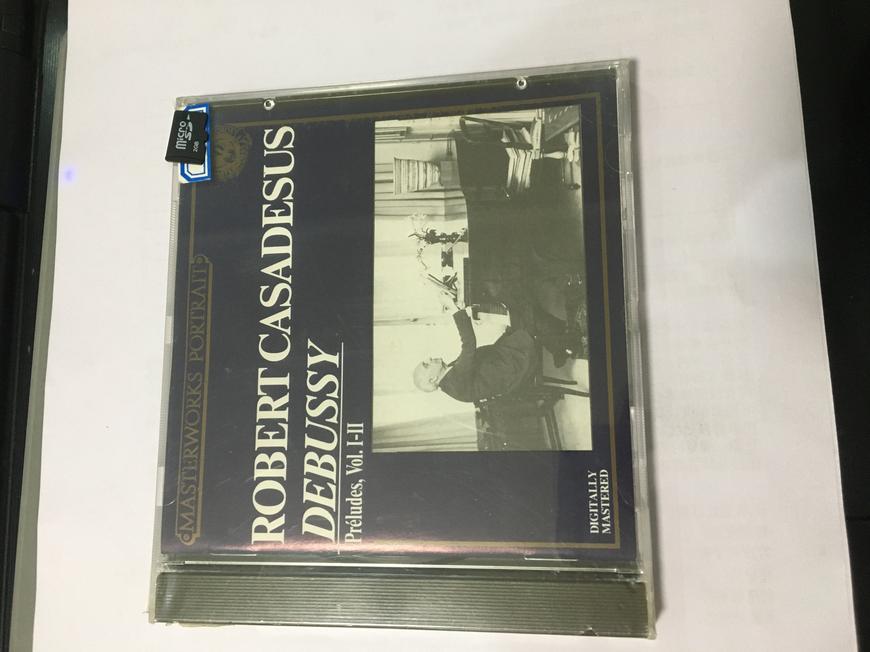 MASTERWORKS PORTRAIT
ROBERT CASADESUS
DEBUSSY
Préludes, Vol. I-II
DIGITALLY
MASTERED
micro
SD
2GB